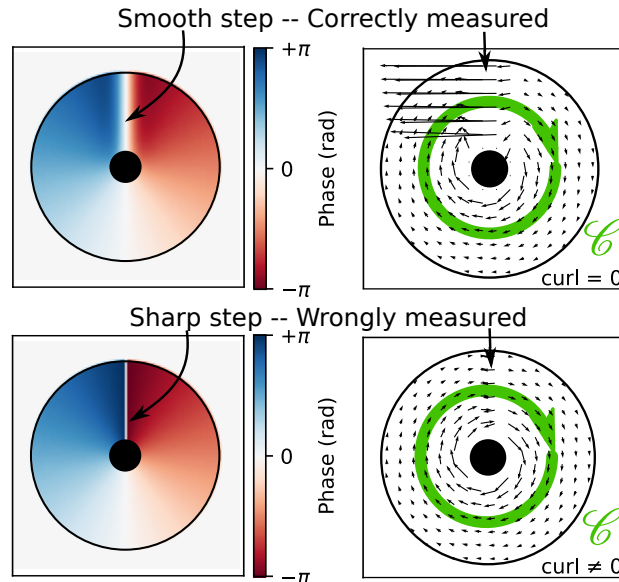 Smooth step -- Correctly measured
+π
0
−π
Phase (rad)
𝒞
curl = 0
Sharp step -- Wrongly measured
+π
0
−π
Phase (rad)
𝒞
curl ≠ 0